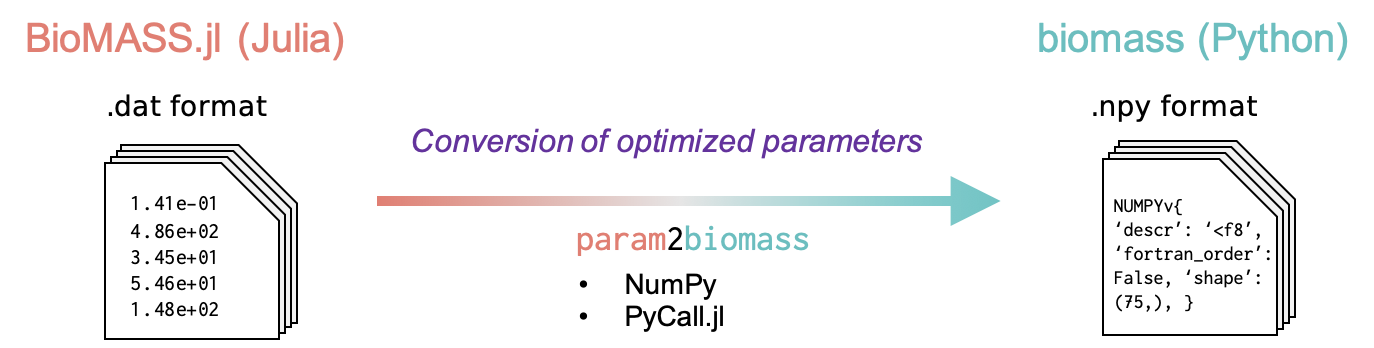 BioMASS.jl (Julia)
biomass (Python)
.dat format
.npy format
Conversion of optimized parameters
1.41e-01
4.86e+02
3.45e+01
5.46e+01
1.48e+02
param2biomass
• NumPy
• PyCall.jl
NUMPYv{
‘descr’: ‘<f8’,
‘fortran_order’:
False, ‘shape’:
(75,), }